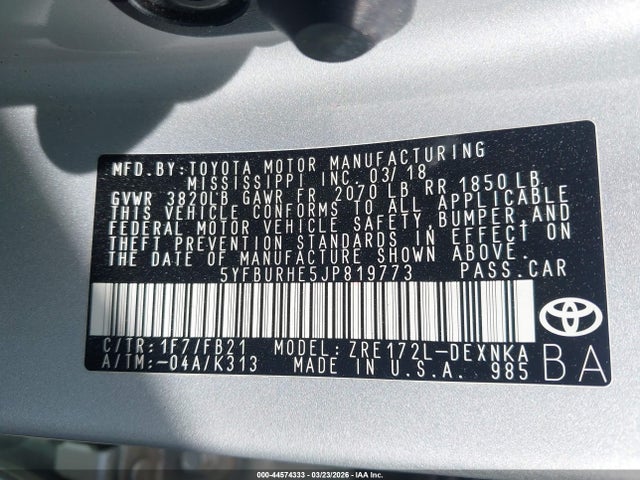 MFD.BY:TOYOTA MOTOR MANUFACTURING
MISSISSIPPI INC.03/18
GVWR 3820LB GAWR FR 2070 LB RR 1850 LB
THIS VEHICLE CONFORMS TO ALL APPLICABLE
FEDERAL MOTOR VEHICLE SAFETY,BUMPER,AND
THEFT PREVENTION STANDARDS IN EFFECT ON
THE DATE OF MANUFACTURE SHOWN ABOVE.
5YFBURHE5JP819773 PASS.CAR
C/TR:1F7/FB21 MODEL:ZRE172L-DEXNKA
A/TM:-04A/K313 MADE IN U.S.A. 985
BA
000-44574333 - 03/23/2026 - IAA Inc.